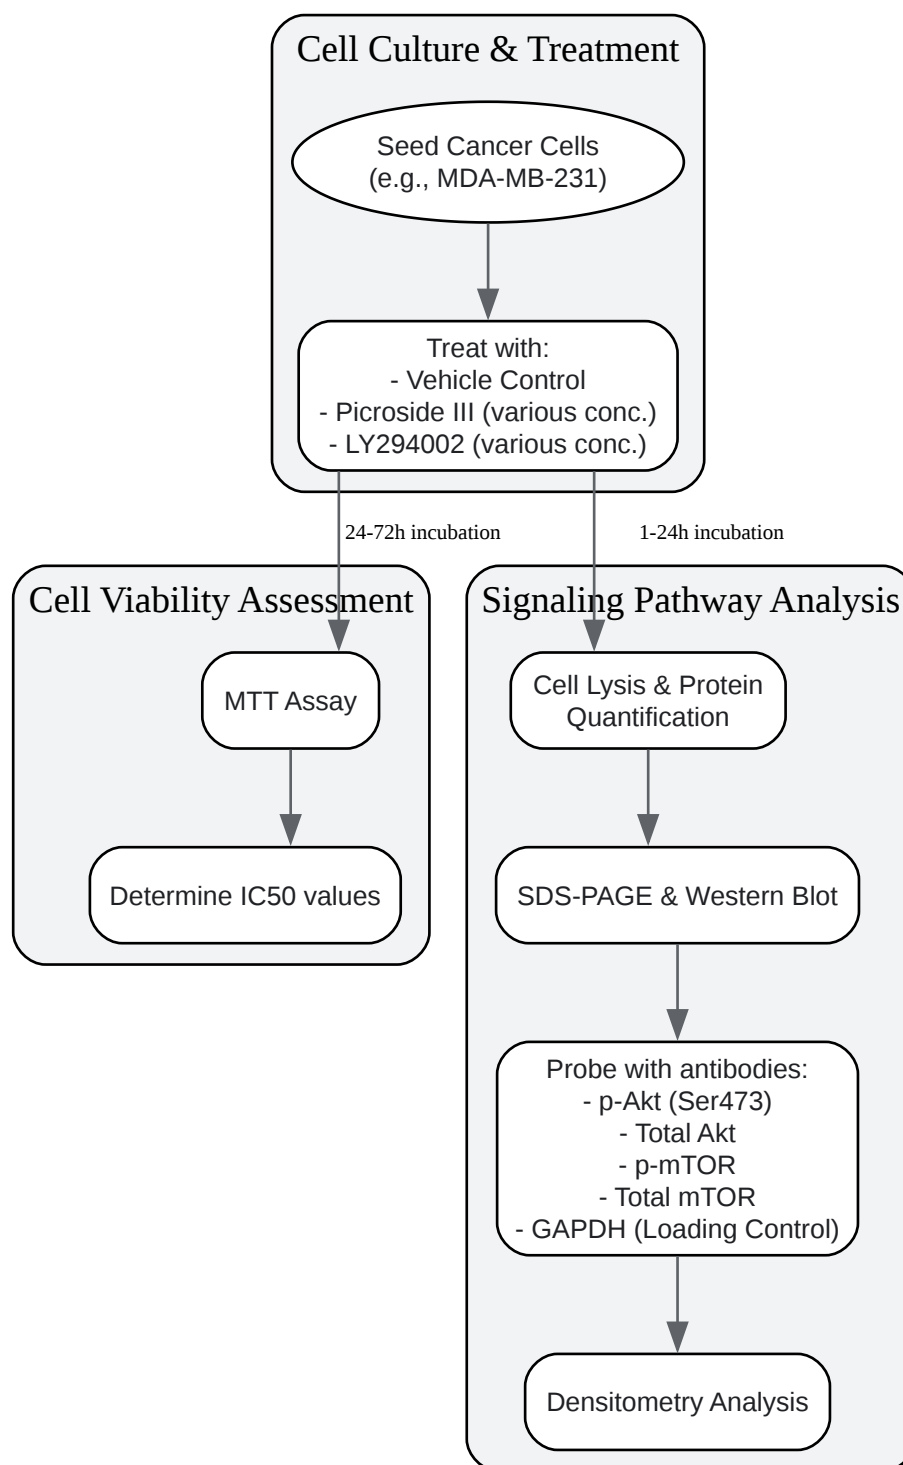 Cell Culture & Treatment
Seed Cancer Cells
(e.g., MDA-MB-231)
Treat with:
- Vehicle Control
- Picroside III (various conc.)
- LY294002 (various conc.)
24-72h incubation
1-24h incubation
Cell Viability Assessment
MTT Assay
Determine IC50 values
Signaling Pathway Analysis
Cell Lysis & Protein
Quantification
SDS-PAGE & Western Blot
Probe with antibodies:
- p-Akt (Ser473)
- Total Akt
- p-mTOR
- Total mTOR
- GAPDH (Loading Control)
Densitometry Analysis